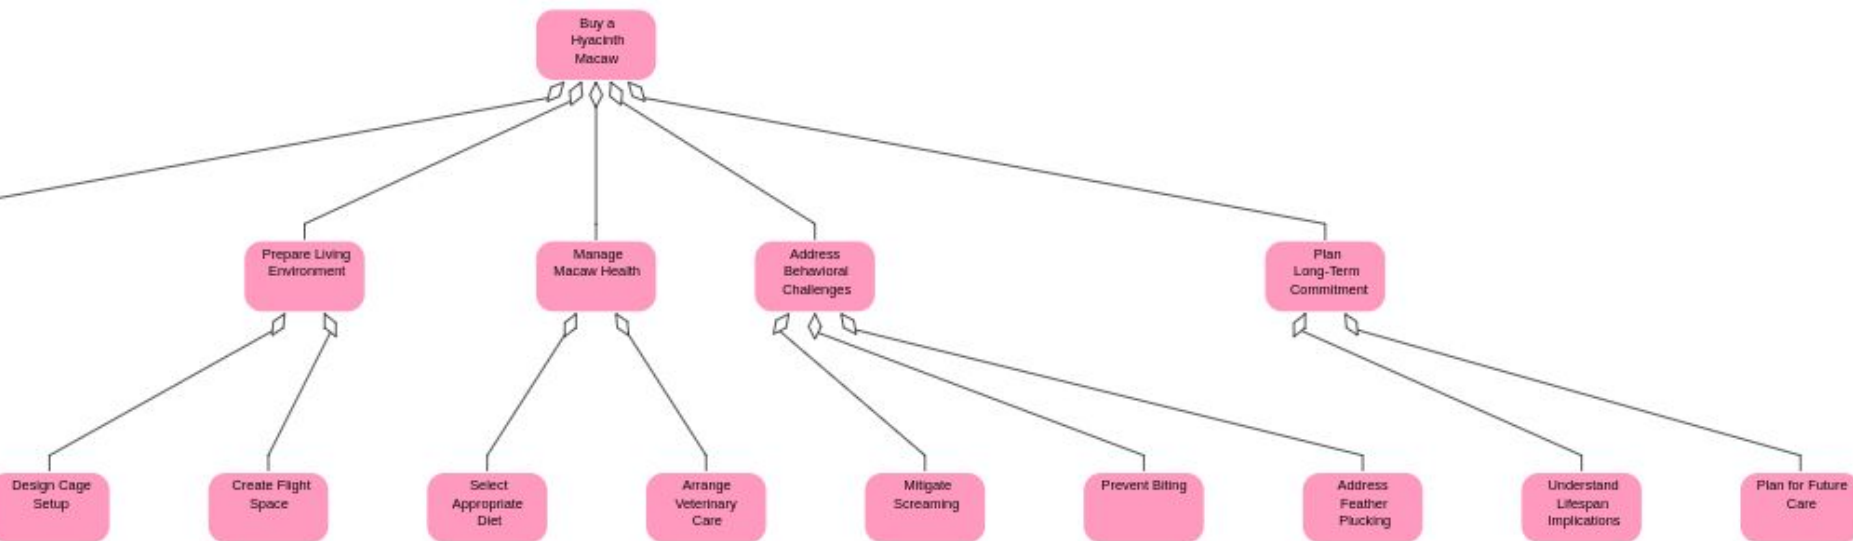 Buy a
Hyacinth
Macaw
Prepare Living
Environment
Manage
Macaw Health
Address
Behavioral
Challenges
Plan
Long-Term
Commitment
Design Cage
Setup
Create Flight
Space
Select
Appropriate
Diet
Arrange
Veterinary
Care
Mitigate
Screaming
Prevent Biting
Address
Feather
Plucking
Understand
Lifespan
Implications
Plan for Future
Care